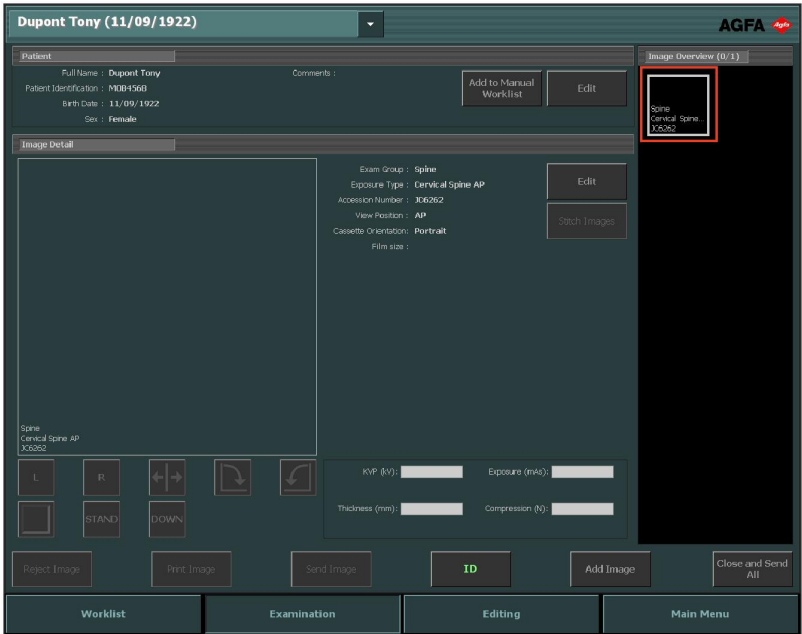 Dupont Tony (11/09/1922)
AGFA Agfa
Patient
Full Name : Dupont Tony
Patient Identification : MOB456B
Birth Date : 11/09/1922
Sex : Female
Comments :
Add to Manual
Worklist
Edit
Image Overview (0/1)
Spine
Cervical Spine...
JC6262
Image Detail
Spine
Cervical Spine AP
JC6262
Exam Group : Spine
Exposure Type : Cervical Spine AP
Accession Number : JC6262
View Position : AP
Cassette Orientation: Portrait
Film size :
Edit
Stitch Images
L
R
STAND
DOWN
KVP (kV):
Exposure (mAs):
Thickness (mm):
Compression (N):
Reject Image
Print Image
Send Image
ID
Add Image
Close and Send
All
Worklist
Examination
Editing
Main Menu